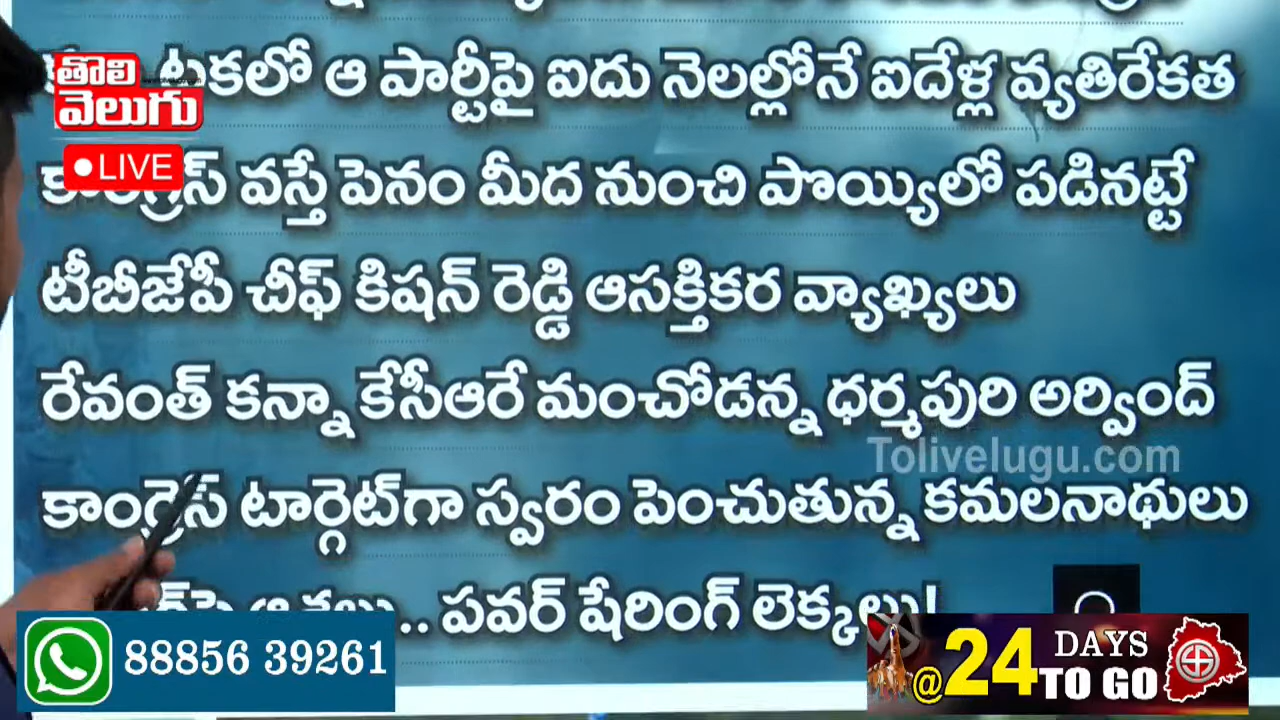 టకలో ఆ పార్టీపై ఐదు నెలల్లోనే ఐదేళ్ల వ్యతిరేకత
తొలి
వెలుగు
LIVE
కాంగ్రెస్ వస్తే పెనం మీద నుంచి పొయ్యిలో పడినట్టే
టీబీజేపీ చీఫ్ కిషన్ రెడ్డి ఆసక్తికర వ్యాఖ్యలు
రేవంత్ కన్నా కేసీఆరే మంచోడన్న ధర్మపురి అర్వింద్
Tolivelugu.com
కాంగ్రెస్ టార్గెట్‌గా స్వరం పెంచుతున్న కమలనాథులు
.. పవర్ షేరింగ్ లెక్కలు!
88856 39261
@24 DAYS TO GO